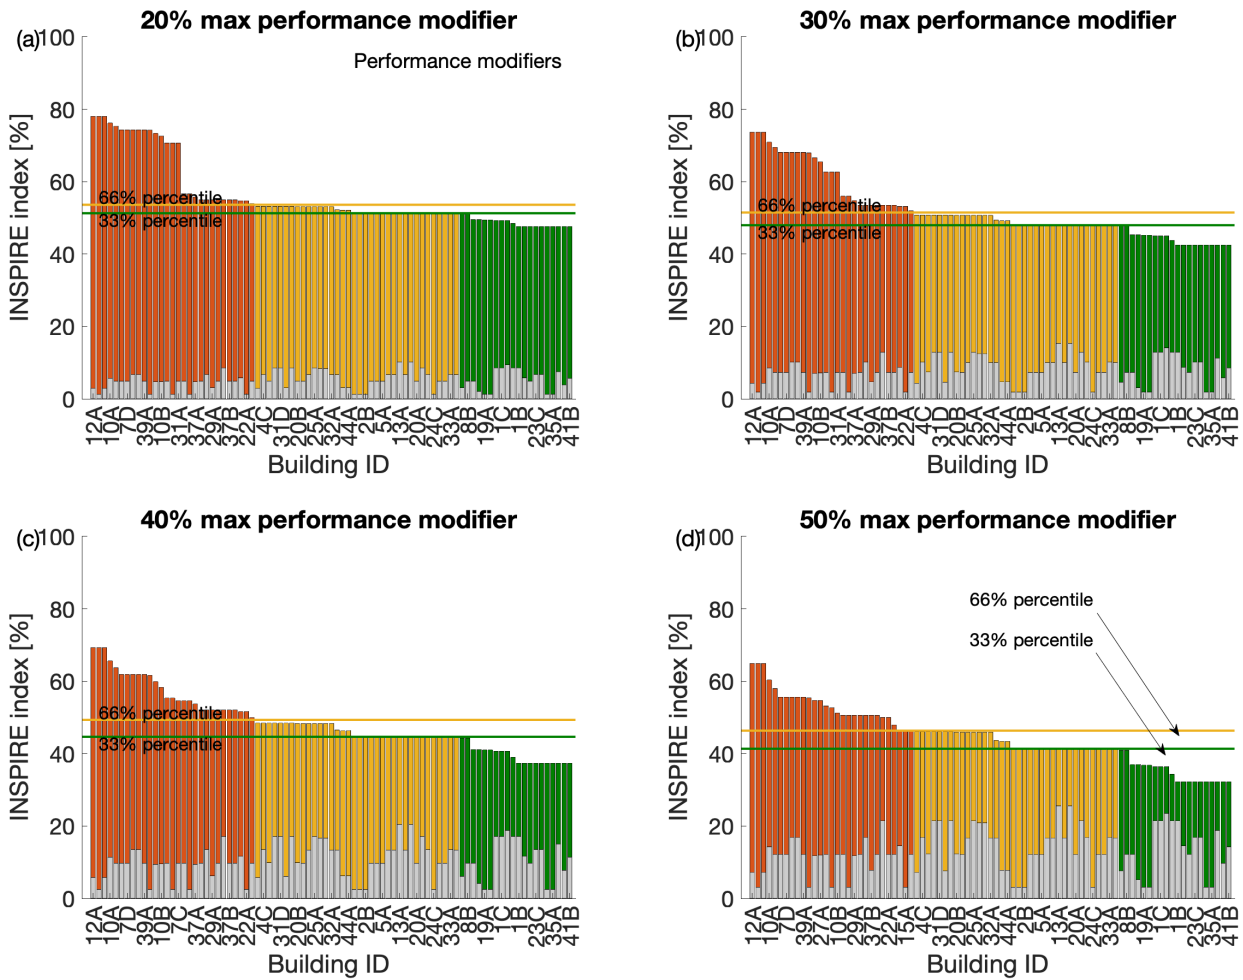 20% max performance modifier
(a)
Performance modifiers
INSPIRE index [%]
100
80
60
40
20
0
66% percentile
33% percentile
12A 10A 7D 39A 10B 31A 37A 29A 37B 22A 4C 31D 20B 25A 32A 44A 2B 5A 13A 20A 24C 33A 8B 19A 1C 1B 23C 35A 41B
Building ID
30% max performance modifier
(b)
INSPIRE index [%]
100
80
60
40
20
0
66% percentile
33% percentile
12A 10A 7D 39A 10B 31A 37A 29A 37B 22A 4C 31D 20B 25A 32A 44A 2B 5A 13A 20A 24C 33A 8B 19A 1C 1B 23C 35A 41B
Building ID
40% max performance modifier
(c)
INSPIRE index [%]
100
80
60
40
20
0
66% percentile
33% percentile
12A 10A 7D 39A 10B 7C 37A 29A 37B 22A 4C 31D 20B 25A 32A 44A 2B 5A 13A 20A 24C 33A 8B 19A 1C 1B 23C 35A 41B
Building ID
50% max performance modifier
(d)
INSPIRE index [%]
100
80
60
40
20
0
66% percentile
33% percentile
12A 10A 7D 39A 27A 10B 29A 37B 22A 15A 4C 31D 20B 25A 32A 44A 2B 5A 13A 20A 24C 33A 8B 19A 1C 1B 23C 35A 41B
Building ID